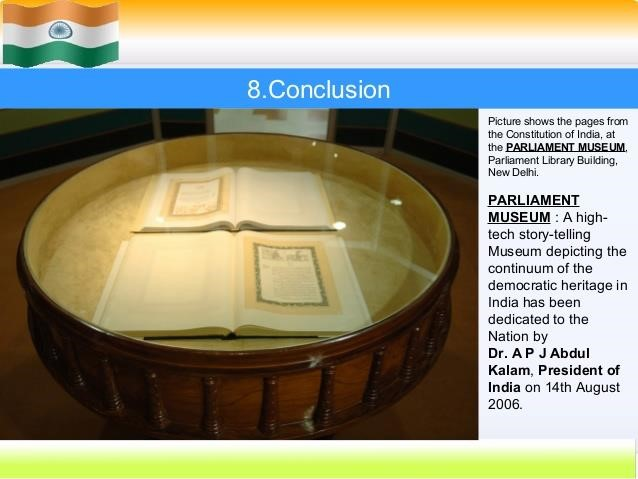 8.Conclusion
Picture shows the pages from
the Constitution of India, at
the PARLIAMENT MUSEUM,
Parliament Library Building,
New Delhi.
PARLIAMENT
MUSEUM : A high-
tech story-telling
Museum depicting the
continuum of the
democratic heritage in
India has been
dedicated to the
Nation by
Dr. A P J Abdul
Kalam, President of
India on 14th August
2006.